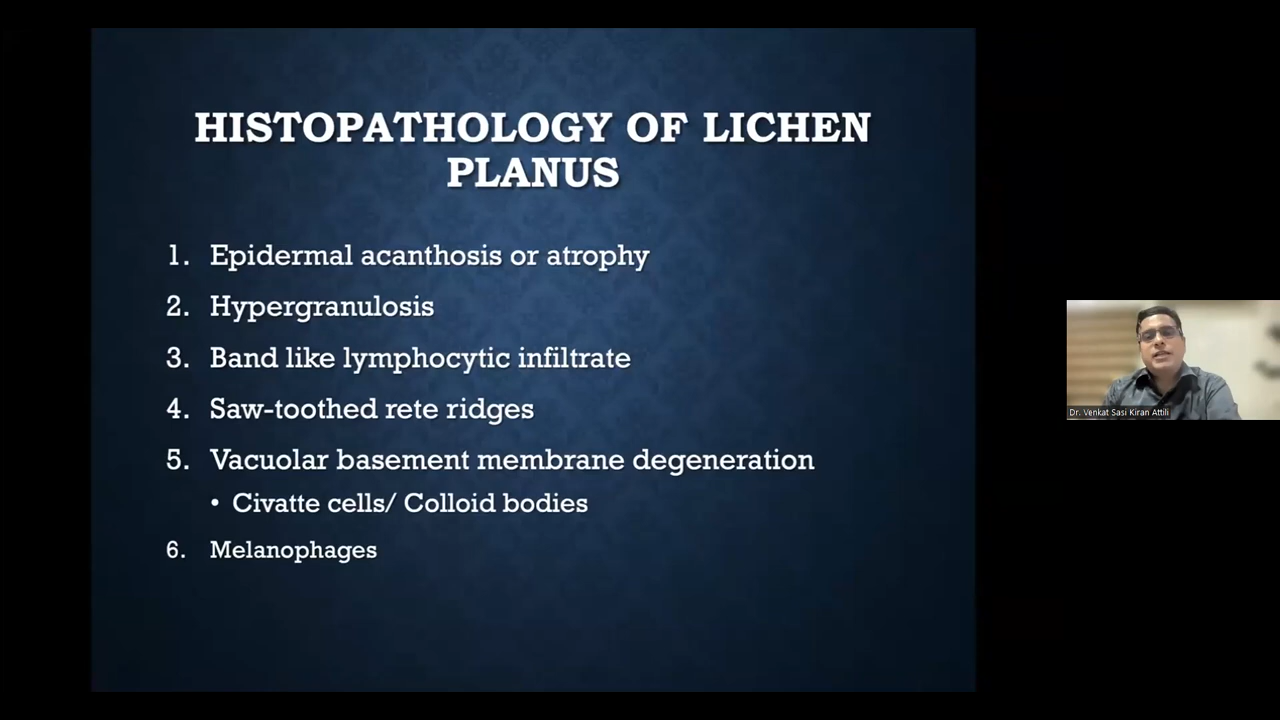 HISTOPATHOLOGY OF LICHEN
PLANUS
1. Epidermal acanthosis or atrophy
2. Hypergranulosis
3. Band like lymphocytic infiltrate
4. Saw-toothed rete ridges
5. Vacuolar basement membrane degeneration
• Civatte cells/ Colloid bodies
6. Melanophages
Dr. Venkat Sasi Kiran Attili